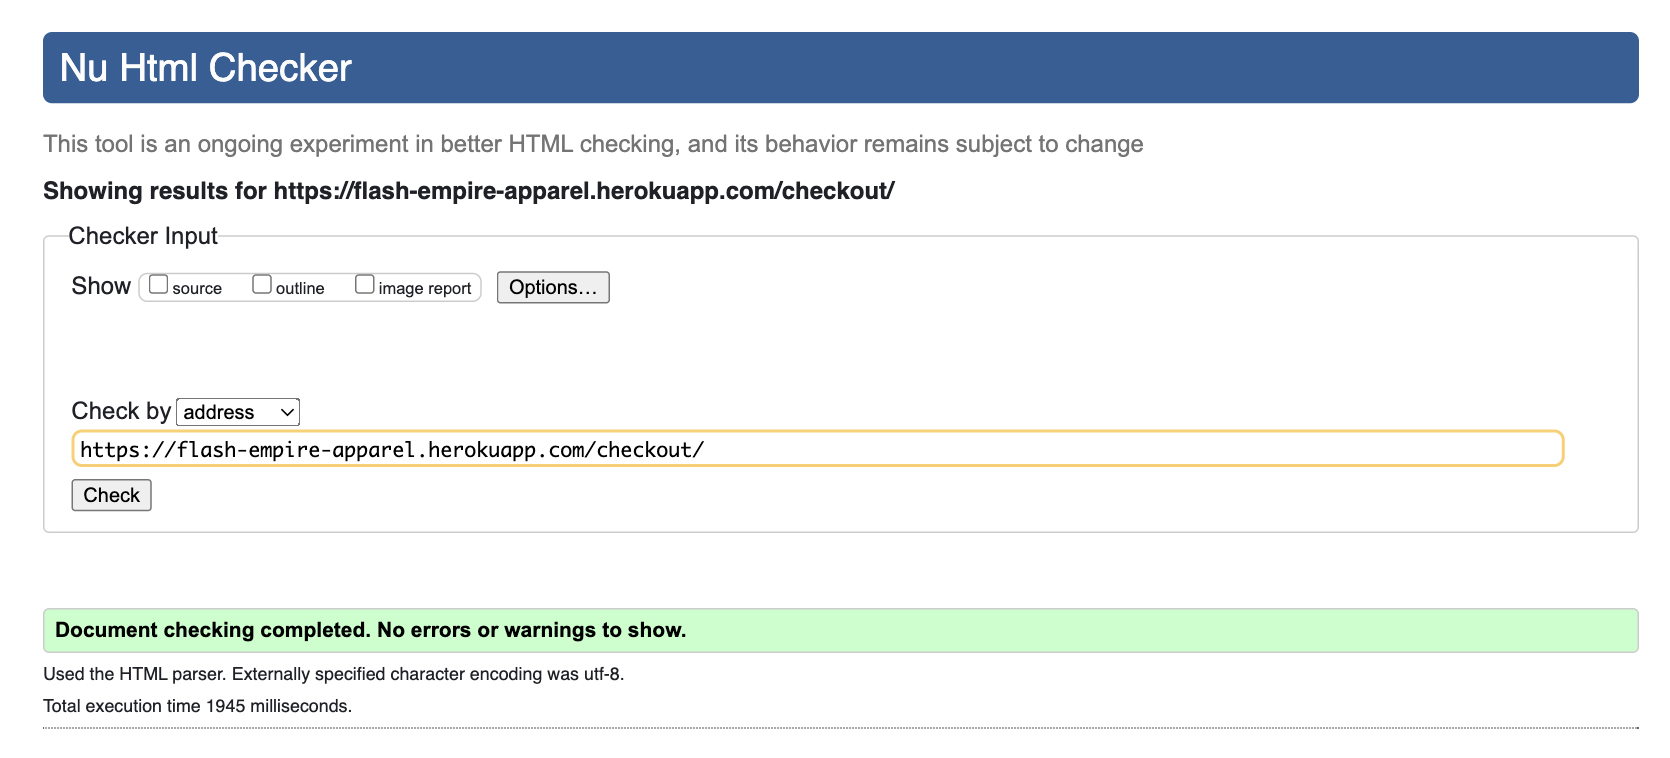 Nu Html Checker
This tool is an ongoing experiment in better HTML checking, and its behavior remains subject to change
Showing results for https://flash-empire-apparel.herokuapp.com/checkout/
Checker Input
Show source outline image report Options...
Check by address
https://flash-empire-apparel.herokuapp.com/checkout/
Check
Document checking completed. No errors or warnings to show.
Used the HTML parser. Externally specified character encoding was utf-8.
Total execution time 1945 milliseconds.